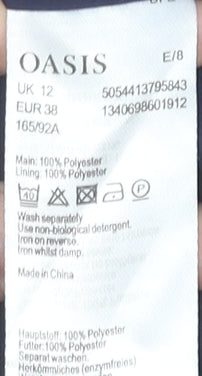 OASIS E/8
UK 12 5054413795843
EUR 38 1340698601912
165/92A
Main: 100% Polyester
Lining: 100% Polyester
40 P
Wash separately
Use non-biological detergent.
Iron on reverse.
Iron whilst damp.
Made in China
Hauptstoff: 100% Polyester
Futter: 100% Polyester
Separat waschen.
Herkömmliches (enzymfreies)